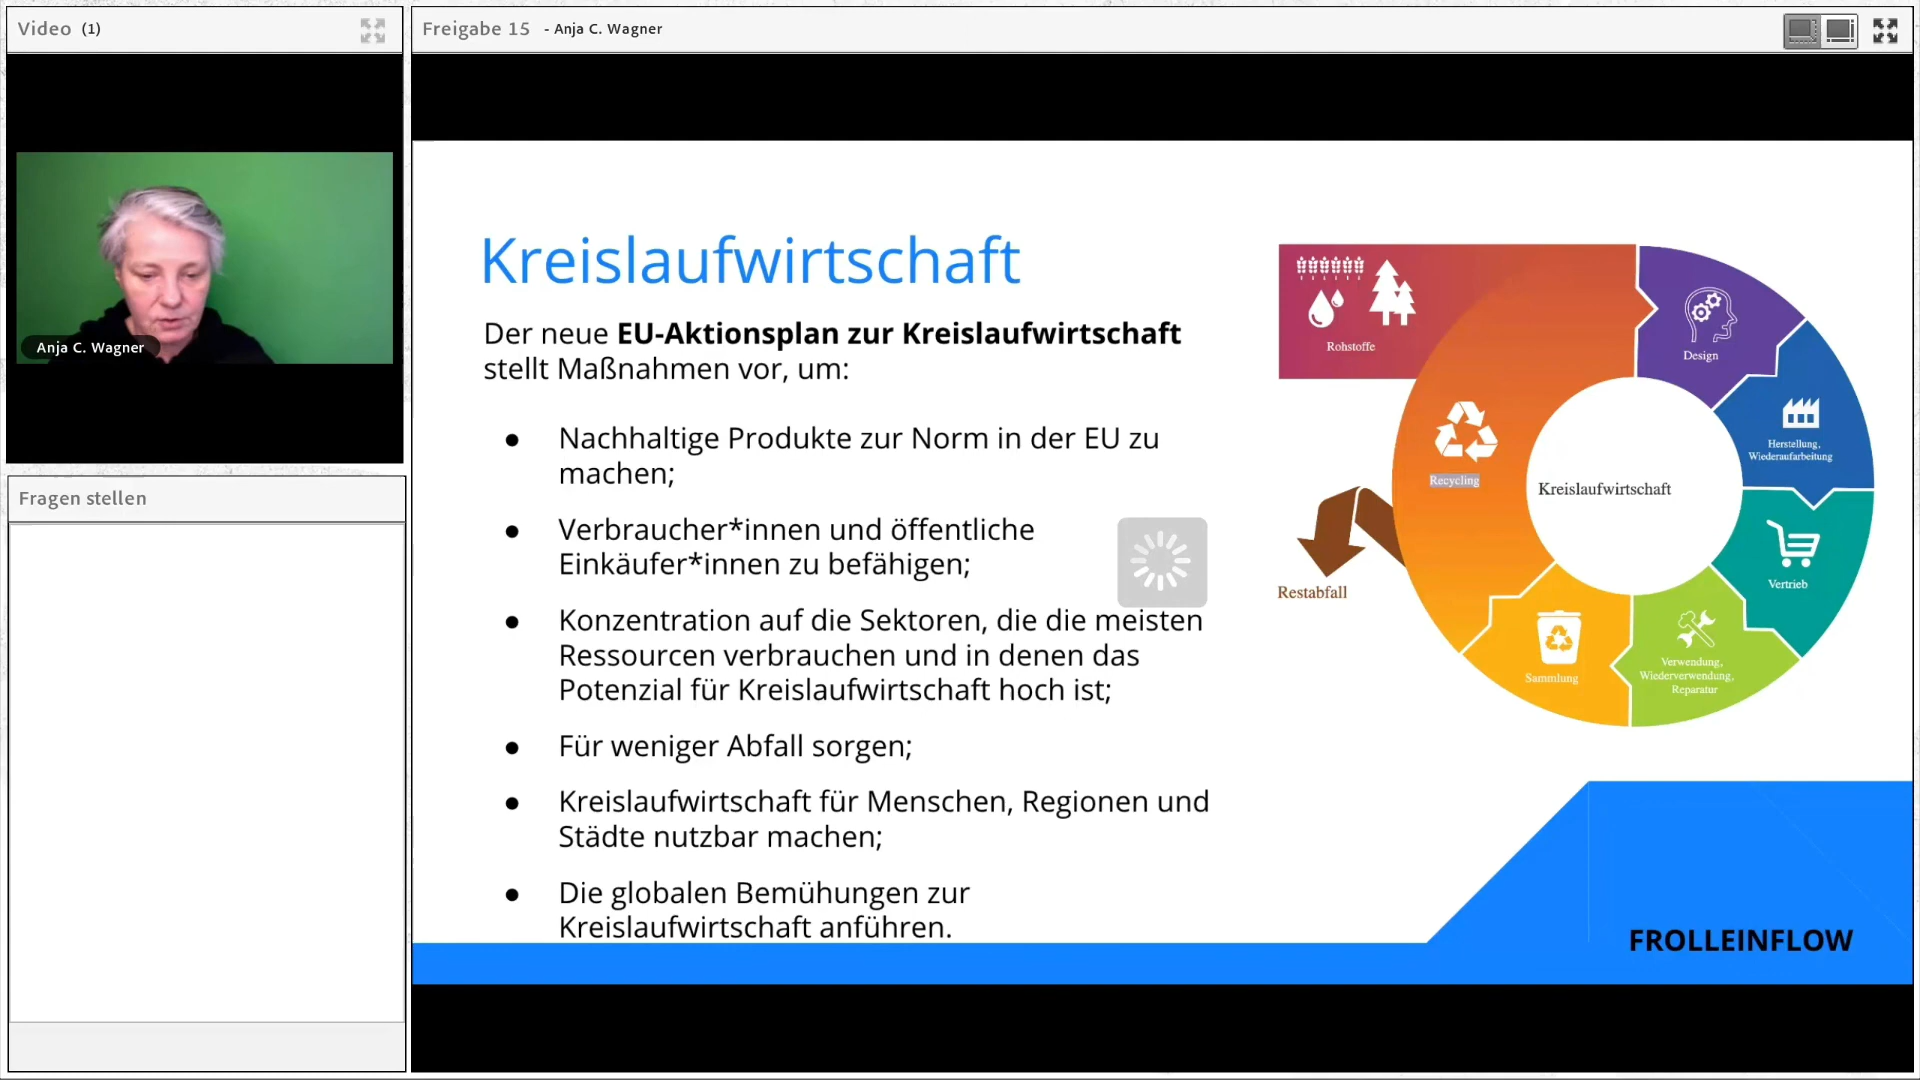 Video (1)
Anja C. Wagner
Fragen stellen
Freigabe 15 - Anja C. Wagner
Kreislaufwirtschaft
Der neue EU-Aktionsplan zur Kreislaufwirtschaft
stellt Maßnahmen vor, um:
● Nachhaltige Produkte zur Norm in der EU zu
machen;
● Verbraucher*innen und öffentliche
Einkäufer*innen zu befähigen;
● Konzentration auf die Sektoren, die die meisten
Ressourcen verbrauchen und in denen das
Potenzial für Kreislaufwirtschaft hoch ist;
● Für weniger Abfall sorgen;
● Kreislaufwirtschaft für Menschen, Regionen und
Städte nutzbar machen;
● Die globalen Bemühungen zur
Kreislaufwirtschaft anführen.
Rohstoffe
Design
Herstellung,
Wiederaufarbeitung
Vertrieb
Verwendung,
Wiederverwendung,
Reparatur
Sammlung
Recycling
Kreislaufwirtschaft
Restabfall
FROLLEINFLOW